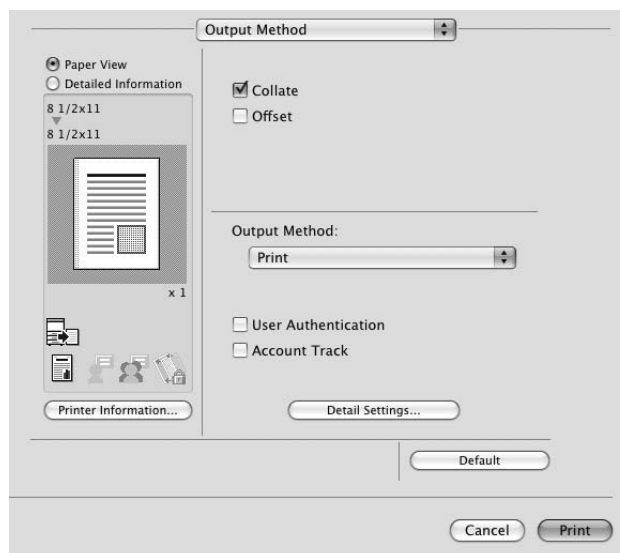 Output Method
Paper View
Detailed Information
8 1/2x11
8 1/2x11
x 1
Printer Information...
Collate
Offset
Output Method:
Print
User Authentication
Account Track
Detail Settings...
Default
Cancel
Print